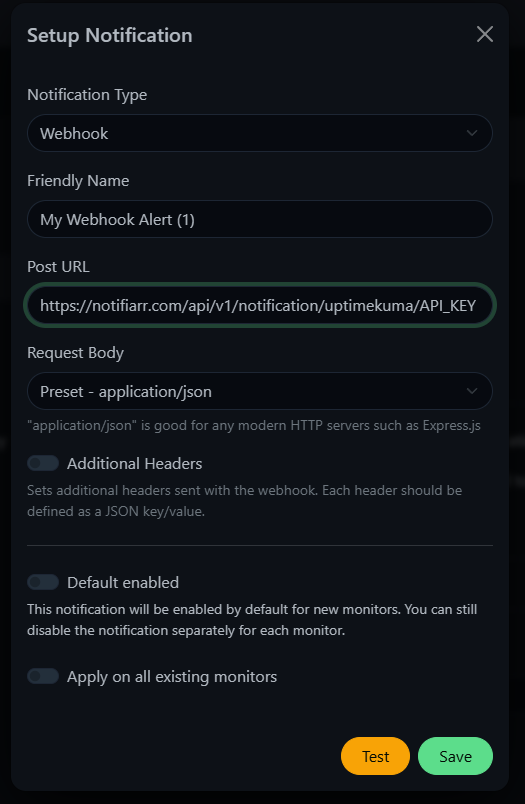 Setup Notification
Notification Type
Webhook
Friendly Name
My Webhook Alert (1)
Post URL
https://notifiarr.com/api/v1/notification/uptimekuma/API_KEY
Request Body
Preset - application/json
"application/json" is good for any modern HTTP servers such as Express.js
Additional Headers
Sets additional headers sent with the webhook. Each header should be
defined as a JSON key/value.
Default enabled
This notification will be enabled by default for new monitors. You can still
disable the notification separately for each monitor.
Apply on all existing monitors
Test Save